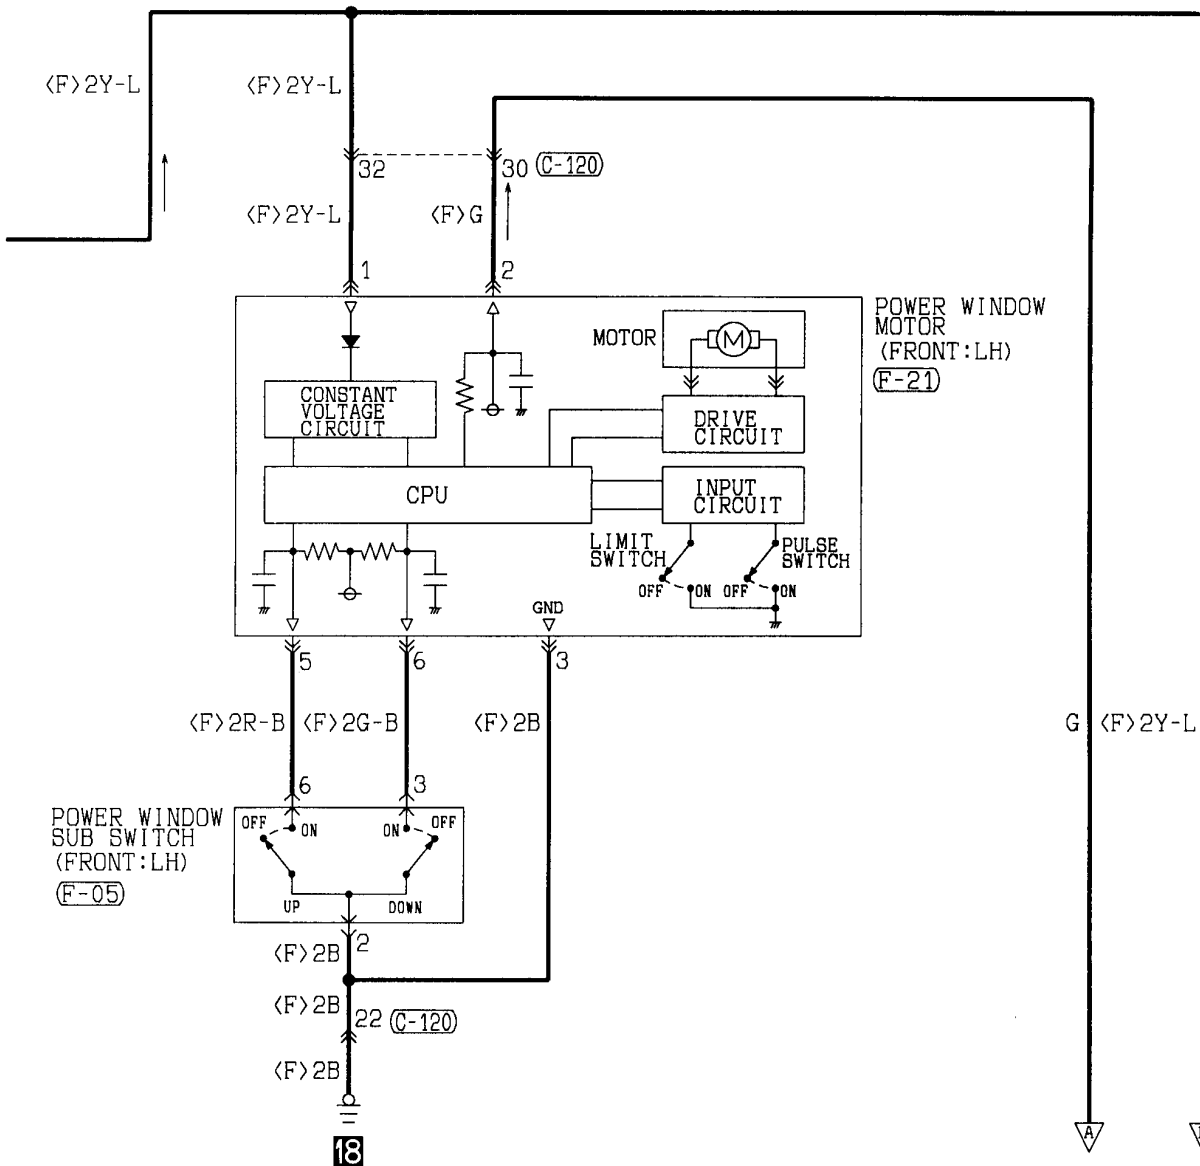 ⟨F⟩2Y-L
⟨F⟩2Y-L
32
30 (C-120)
⟨F⟩2Y-L
⟨F⟩G
1
2
POWER WINDOW
MOTOR
(FRONT:LH)
(F-21)
MOTOR
M
CONSTANT
VOLTAGE
CIRCUIT
DRIVE
CIRCUIT
CPU
INPUT
CIRCUIT
LIMIT
SWITCH
PULSE
SWITCH
OFF
ON
OFF
ON
GND
5
6
3
⟨F⟩2R-B
⟨F⟩2G-B
⟨F⟩2B
G
⟨F⟩2Y-L
6
3
POWER WINDOW
SUB SWITCH
(FRONT:LH)
(F-05)
OFF
ON
ON
OFF
UP
DOWN
⟨F⟩2B
2
⟨F⟩2B
22 (C-120)
⟨F⟩2B
18
A